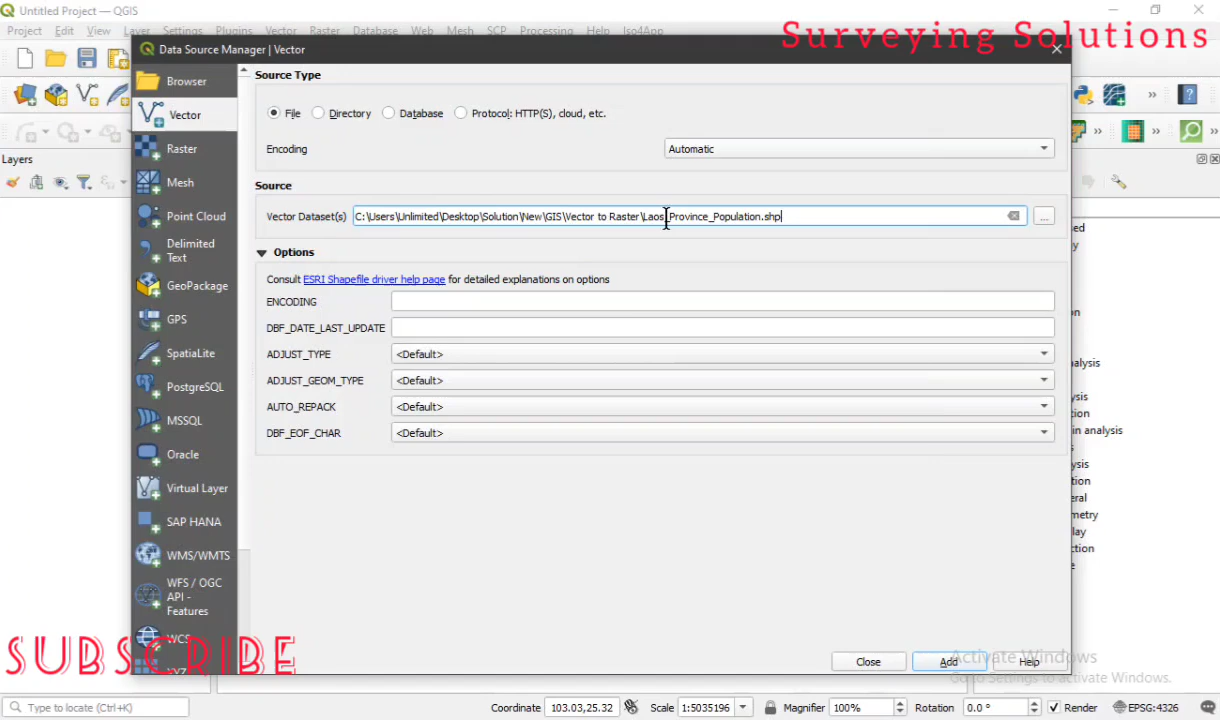 Untitled Project — QGIS
Project Edit View Layer Settings Plugins Vector Raster Database Web Mesh SCP Processing Help Iso4App
Surveying Solutions
Data Source Manager | Vector
Browser
Vector
Raster
Mesh
Point Cloud
Delimited
Text
GeoPackage
GPS
SpatiaLite
PostgreSQL
MSSQL
Oracle
Virtual Layer
SAP HANA
WMS/WMTS
WFS / OGC
API -
Features
WCS
XYZ
Layers
Source Type
File Directory Database Protocol: HTTP(S), cloud, etc.
Encoding Automatic
Source
Vector Dataset(s) C:\Users\Unlimited\Desktop\Solution\New\GIS\Vector to Raster\Laos_Province_Population.shp ...
Options
Consult ESRI Shapefile driver help page for detailed explanations on options
ENCODING
DBF_DATE_LAST_UPDATE
ADJUST_TYPE <Default>
ADJUST_GEOM_TYPE <Default>
AUTO_REPACK <Default>
DBF_EOF_CHAR <Default>
Close Add Help
Activate Windows
Go to Settings to activate Windows.
SUBSCRIBE
Type to locate (Ctrl+K) Coordinate 103.03,25.32 Scale 1:5035196 Magnifier 100% Rotation 0.0 ° Render EPSG:4326